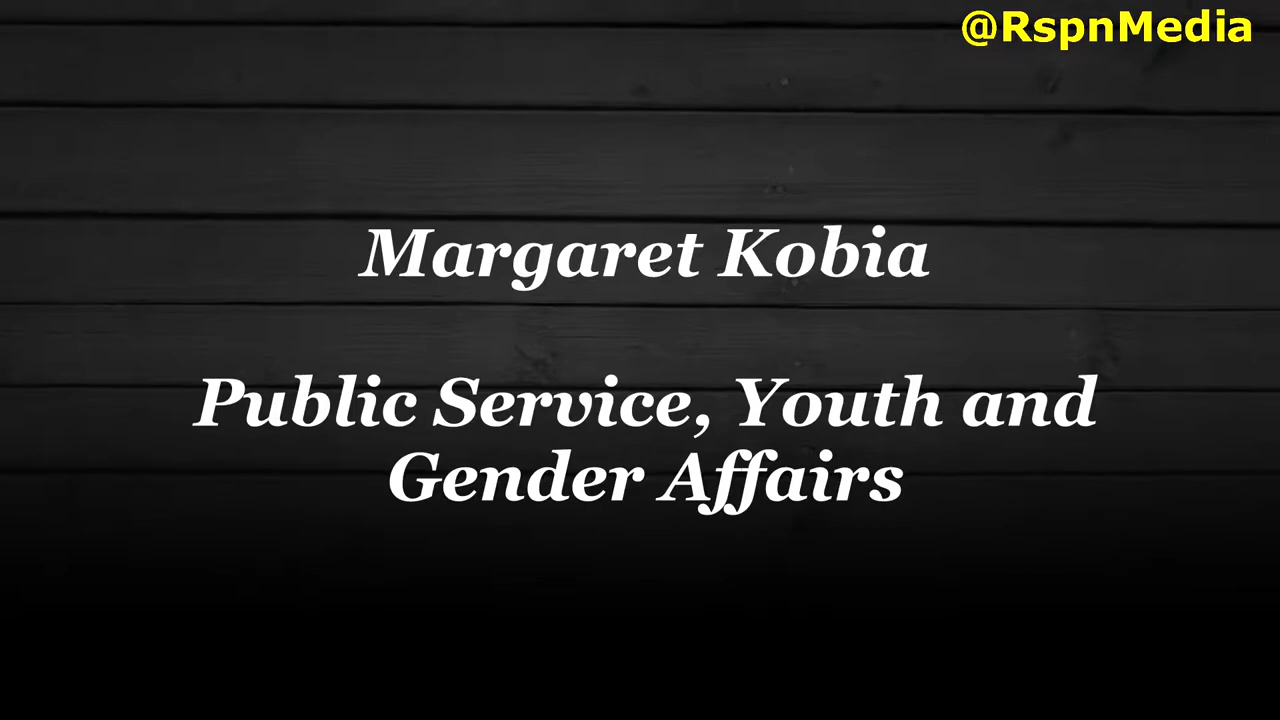 @RspnMedia
Margaret Kobia
Public Service, Youth and
Gender Affairs